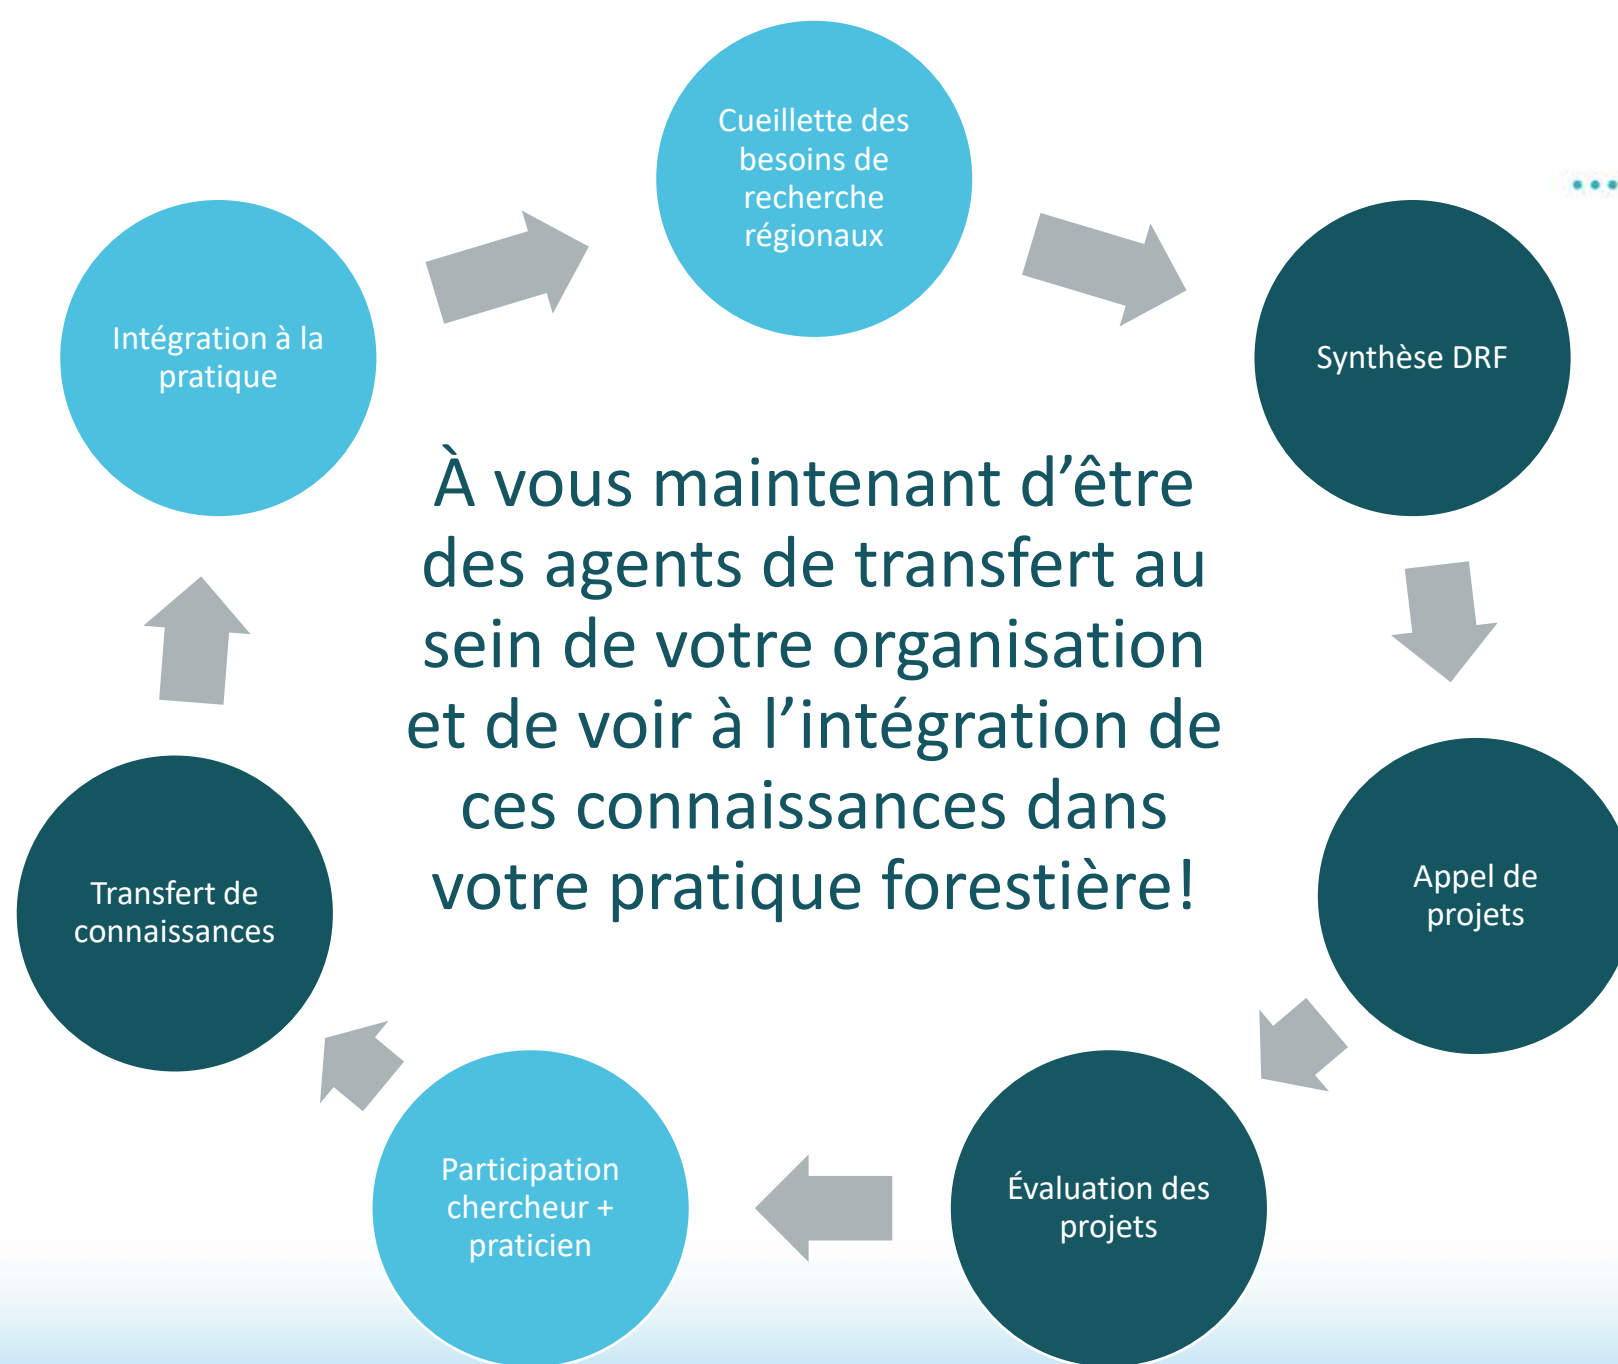 Cueillette des
besoins de
recherche
régionaux
Synthèse DRF
Appel de
projets
Évaluation des
projets
Participation
chercheur +
praticien
Transfert de
connaissances
Intégration à la
pratique
À vous maintenant d’être
des agents de transfert au
sein de votre organisation
et de voir à l’intégration de
ces connaissances dans
votre pratique forestière!